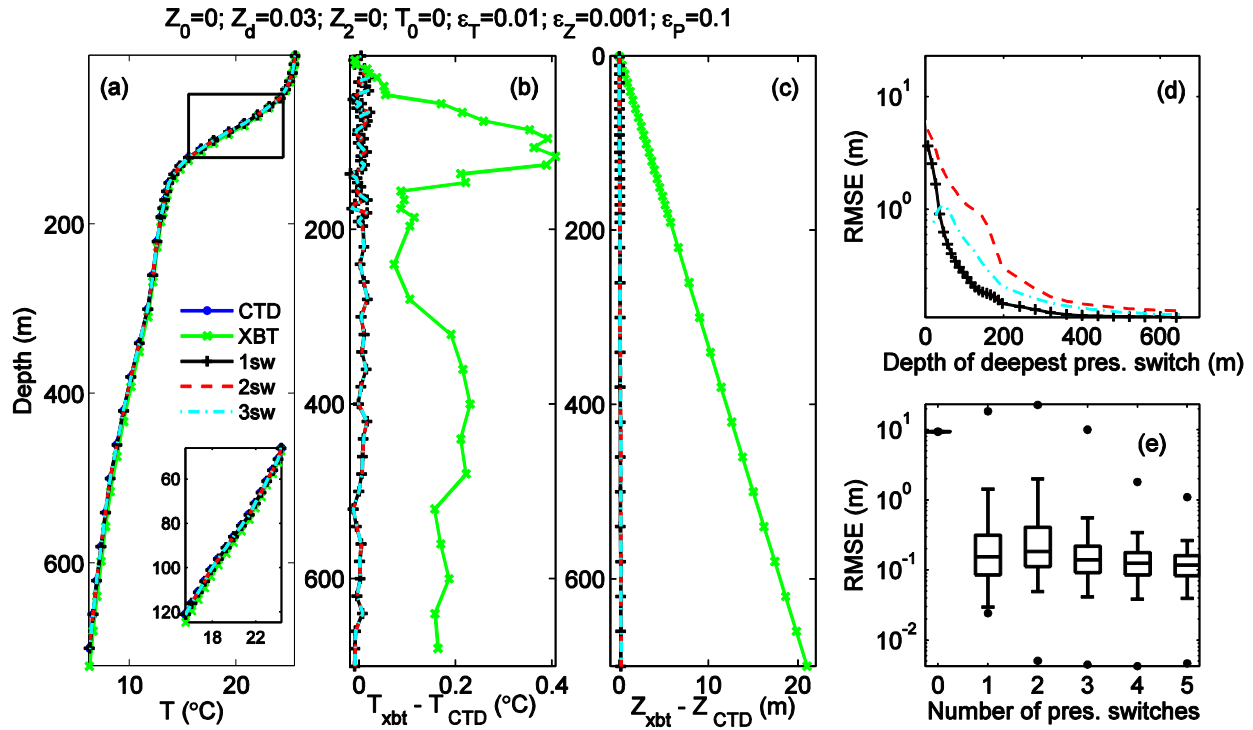 Z0=0; Zd=0.03; Z2=0; T0=0; εT=0.01; εZ=0.001; εP=0.1
(a)
200
400
600
Depth (m)
10 20
T (°C)
CTD
XBT
1sw
2sw
3sw
60
80
100
120
18 22
(b)
200
400
600
0 0.2 0.4
Txbt - TCTD (°C)
(c)
0
200
400
600
0 10 20
Zxbt - ZCTD (m)
(d)
10^1
10^0
RMSE (m)
0 200 400 600
Depth of deepest pres. switch (m)
(e)
10^1
10^0
10^-1
10^-2
RMSE (m)
0 1 2 3 4 5
Number of pres. switches